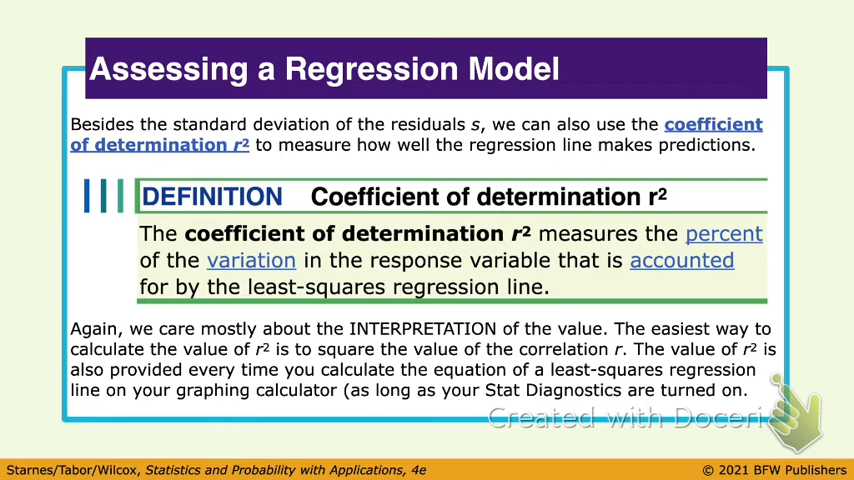 Assessing a Regression Model
Besides the standard deviation of the residuals s, we can also use the coefficient
of determination r² to measure how well the regression line makes predictions.
DEFINITION Coefficient of determination r²
The coefficient of determination r² measures the percent
of the variation in the response variable that is accounted
for by the least-squares regression line.
Again, we care mostly about the INTERPRETATION of the value. The easiest way to
calculate the value of r² is to square the value of the correlation r. The value of r² is
also provided every time you calculate the equation of a least-squares regression
line on your graphing calculator (as long as your Stat Diagnostics are turned on.
Created with Doceri
Starnes/Tabor/Wilcox, Statistics and Probability with Applications, 4e © 2021 BFW Publishers